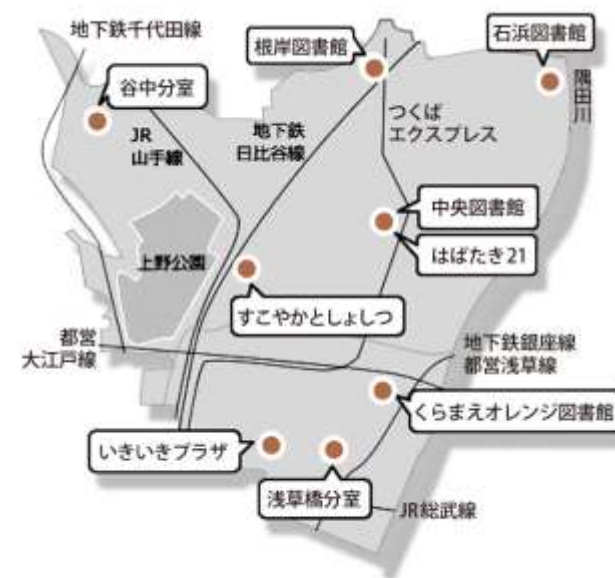 地下鉄千代田線
根岸図書館
石浜図書館
谷中分室
隅田川
つくば
エクスプレス
地下鉄
日比谷線
JR
山手線
中央図書館
はばたき21
上野公園
すこやかとしょしつ
都営
大江戸線
地下鉄銀座線
都営浅草線
くらまえオレンジ図書館
いきいきプラザ
浅草橋分室
JR総武線